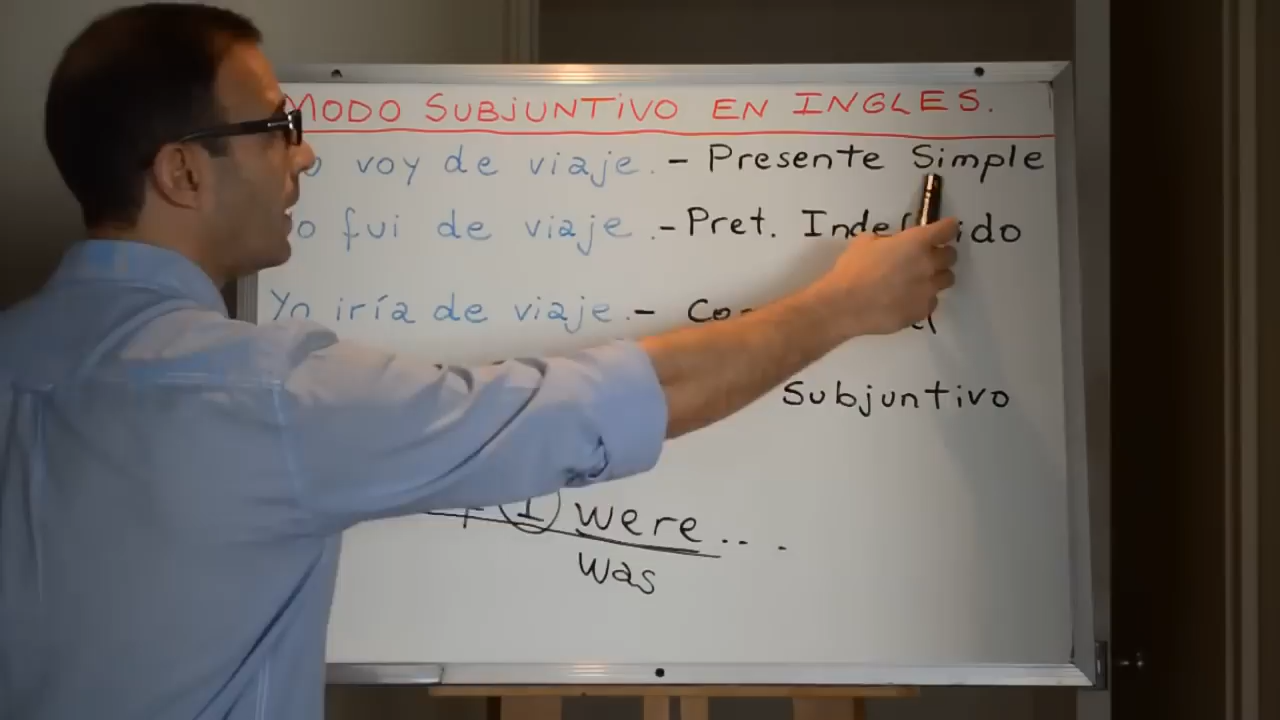 MODO SUBJUNTIVO EN INGLES.
voy de viaje. - Presente Simple
fui de viaje. - Pret.
Yo iría de viaje. -
Subjuntivo
I were...
was